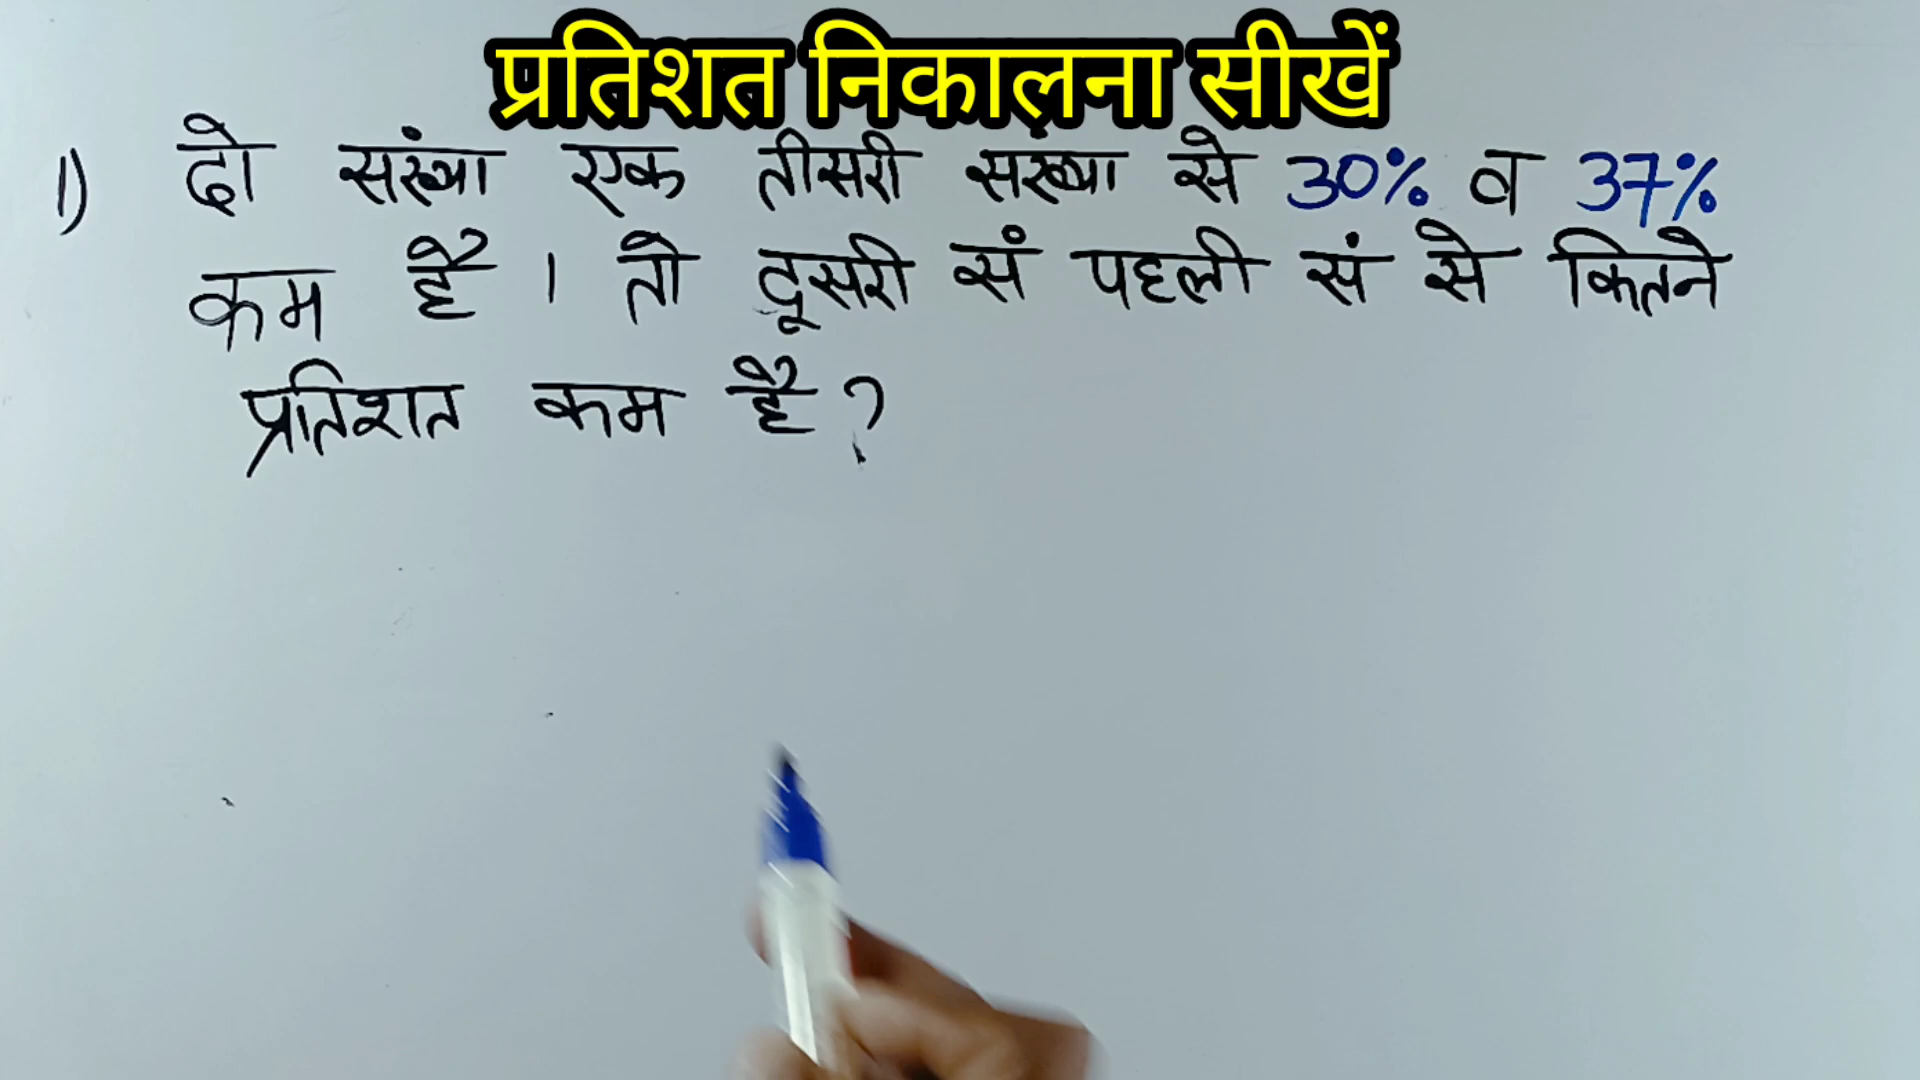 प्रतिशत निकालना सीखें
1) दो संख्या एक तीसरी संख्या से 30% व 37%
कम है । तो दूसरी सं पहली सं से कितने
प्रतिशत कम है ?